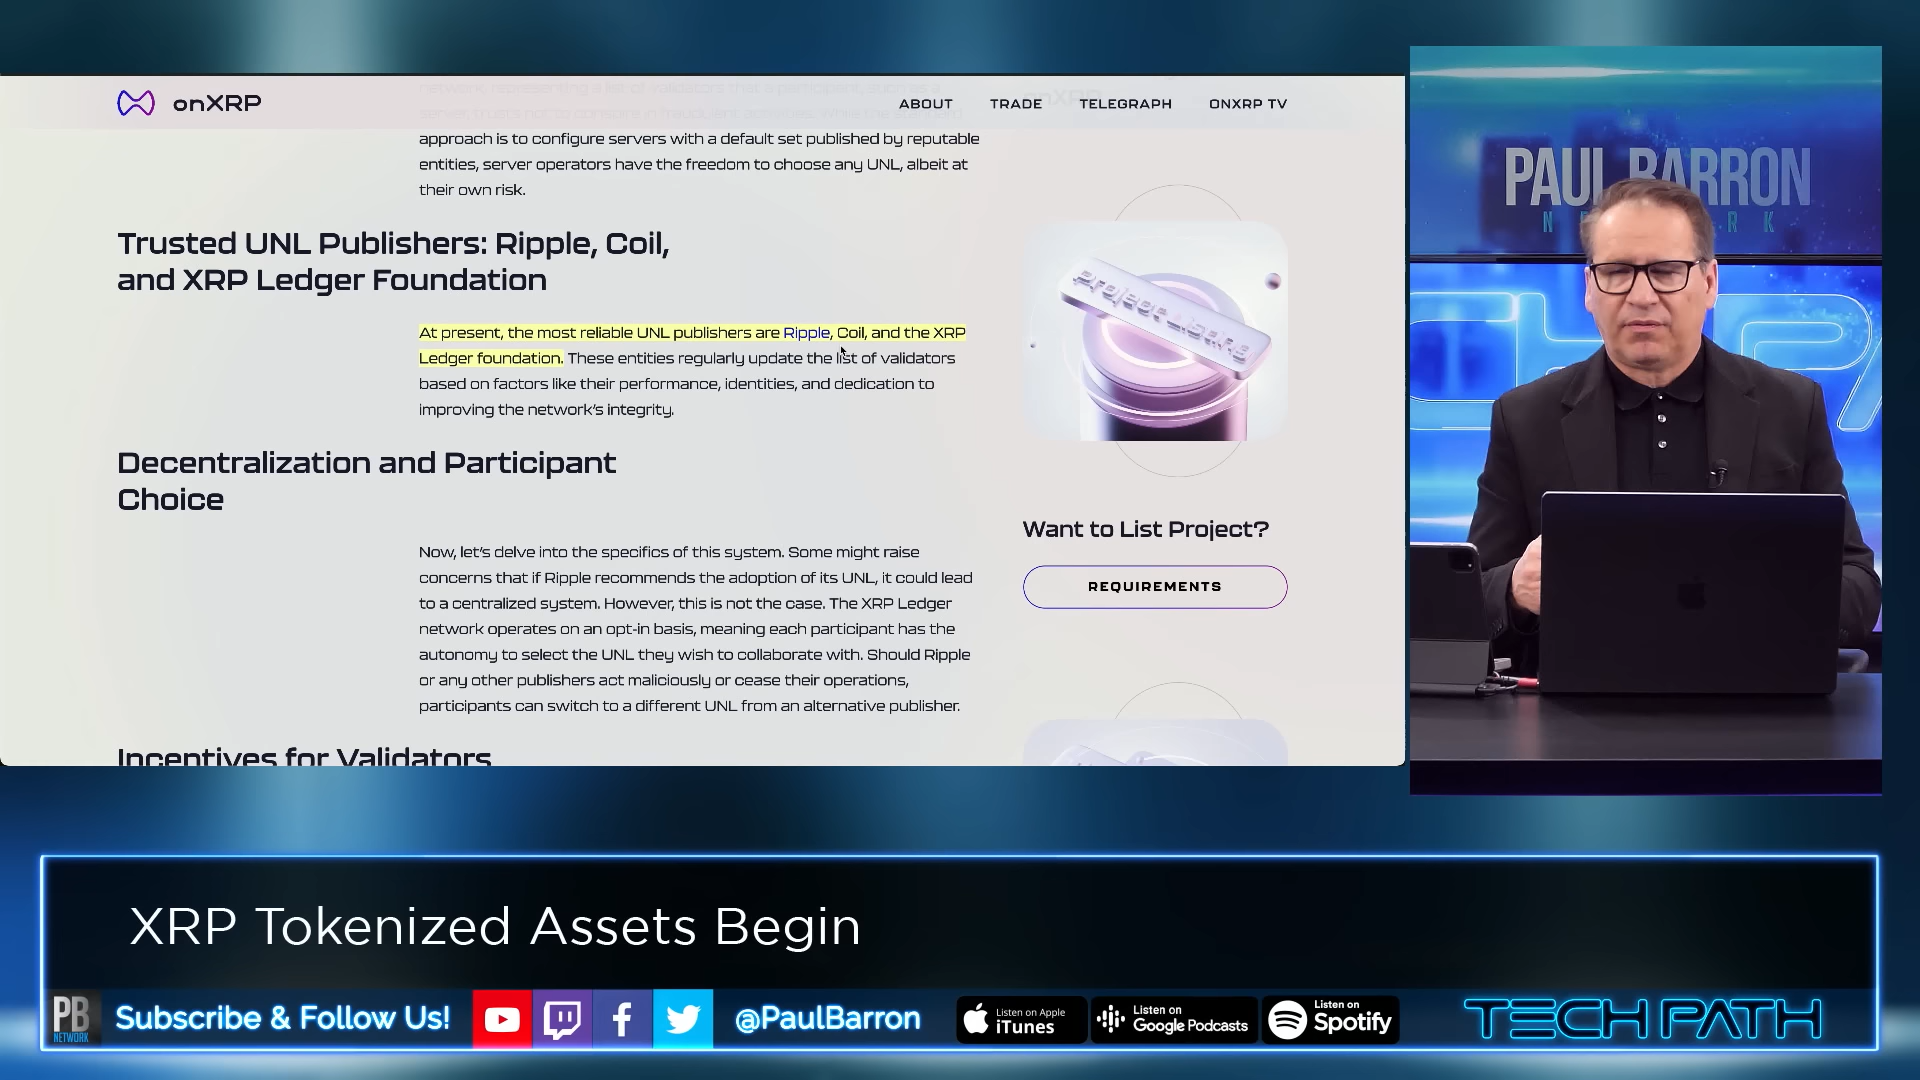 onXRP
ABOUT
TRADE
TELEGRAPH
ONXRP TV
approach is to configure servers with a default set published by reputable
entities, server operators have the freedom to choose any UNL, albeit at
their own risk.
Trusted UNL Publishers: Ripple, Coil,
and XRP Ledger Foundation
At present, the most reliable UNL publishers are Ripple, Coil, and the XRP
Ledger foundation. These entities regularly update the list of validators
based on factors like their performance, identities, and dedication to
improving the network's integrity.
Decentralization and Participant
Choice
Now, let's delve into the specifics of this system. Some might raise
concerns that if Ripple recommends the adoption of its UNL, it could lead
to a centralized system. However, this is not the case. The XRP Ledger
network operates on an opt-in basis, meaning each participant has the
autonomy to select the UNL they wish to collaborate with. Should Ripple
or any other publishers act maliciously or cease their operations,
participants can switch to a different UNL from an alternative publisher.
Incentives for Validators
Want to List Project?
REQUIREMENTS
PAUL BARRON
XRP Tokenized Assets Begin
PB
NETWORK
Subscribe & Follow Us!
@PaulBarron
Listen on Apple
iTunes
Listen on
Google Podcasts
Listen on
Spotify
TECH PATH